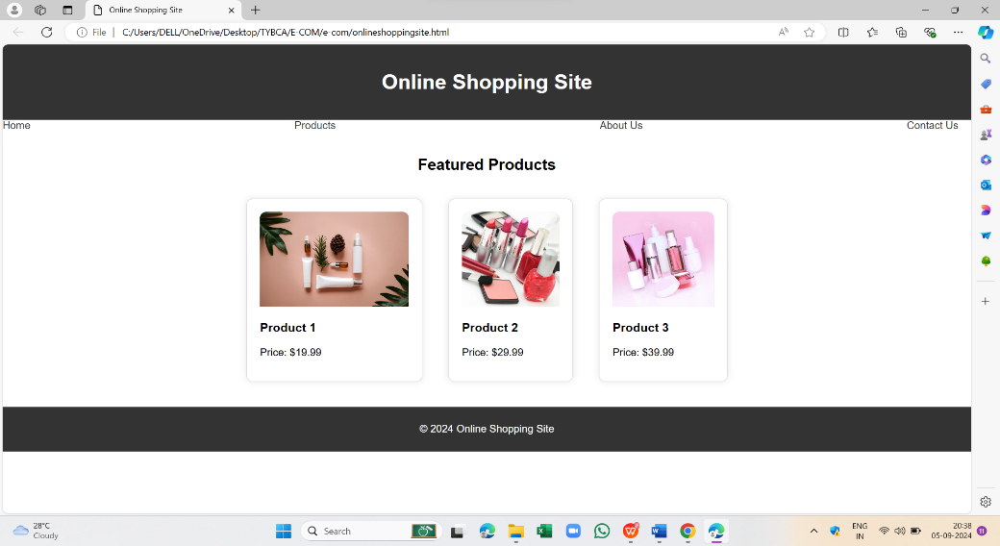 Online Shopping Site
File
C:/Users/DELL/OneDrive/Desktop/TYBCA/E-COM/e-com/onlineshoppingsite.html
Online Shopping Site
Home Products About Us Contact Us
Featured Products
Product 1 Product 2 Product 3
Price: $19.99 Price: $29.99 Price: $39.99
© 2024 Online Shopping Site
28°C
Cloudy
Search
ENG
IN
20:38
05-09-2024